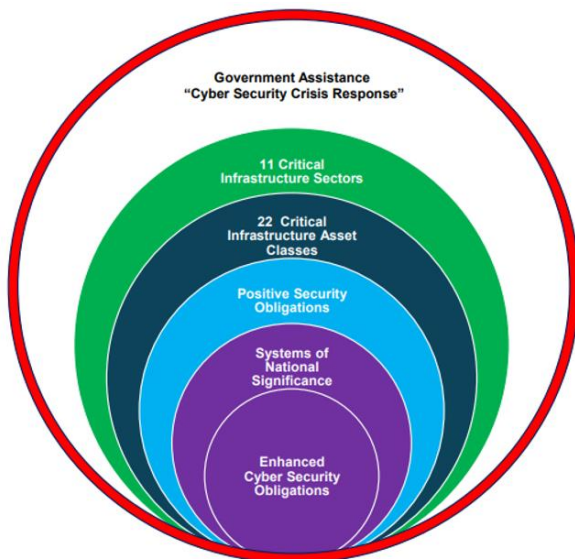 Government Assistance
“Cyber Security Crisis Response”
11 Critical
Infrastructure Sectors
22 Critical
Infrastructure Asset
Classes
Positive Security
Obligations
Systems of
National
Significance
Enhanced
Cyber Security
Obligations